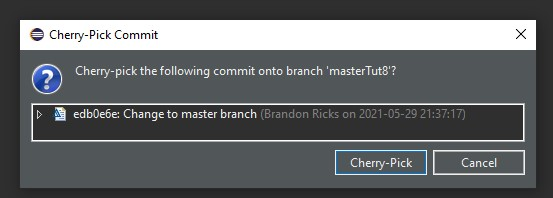 Cherry-Pick Commit
Cherry-pick the following commit onto branch 'masterTut8'?
edb0e6e: Change to master branch (Brandon Ricks on 2021-05-29 21:37:17)
Cherry-Pick Cancel